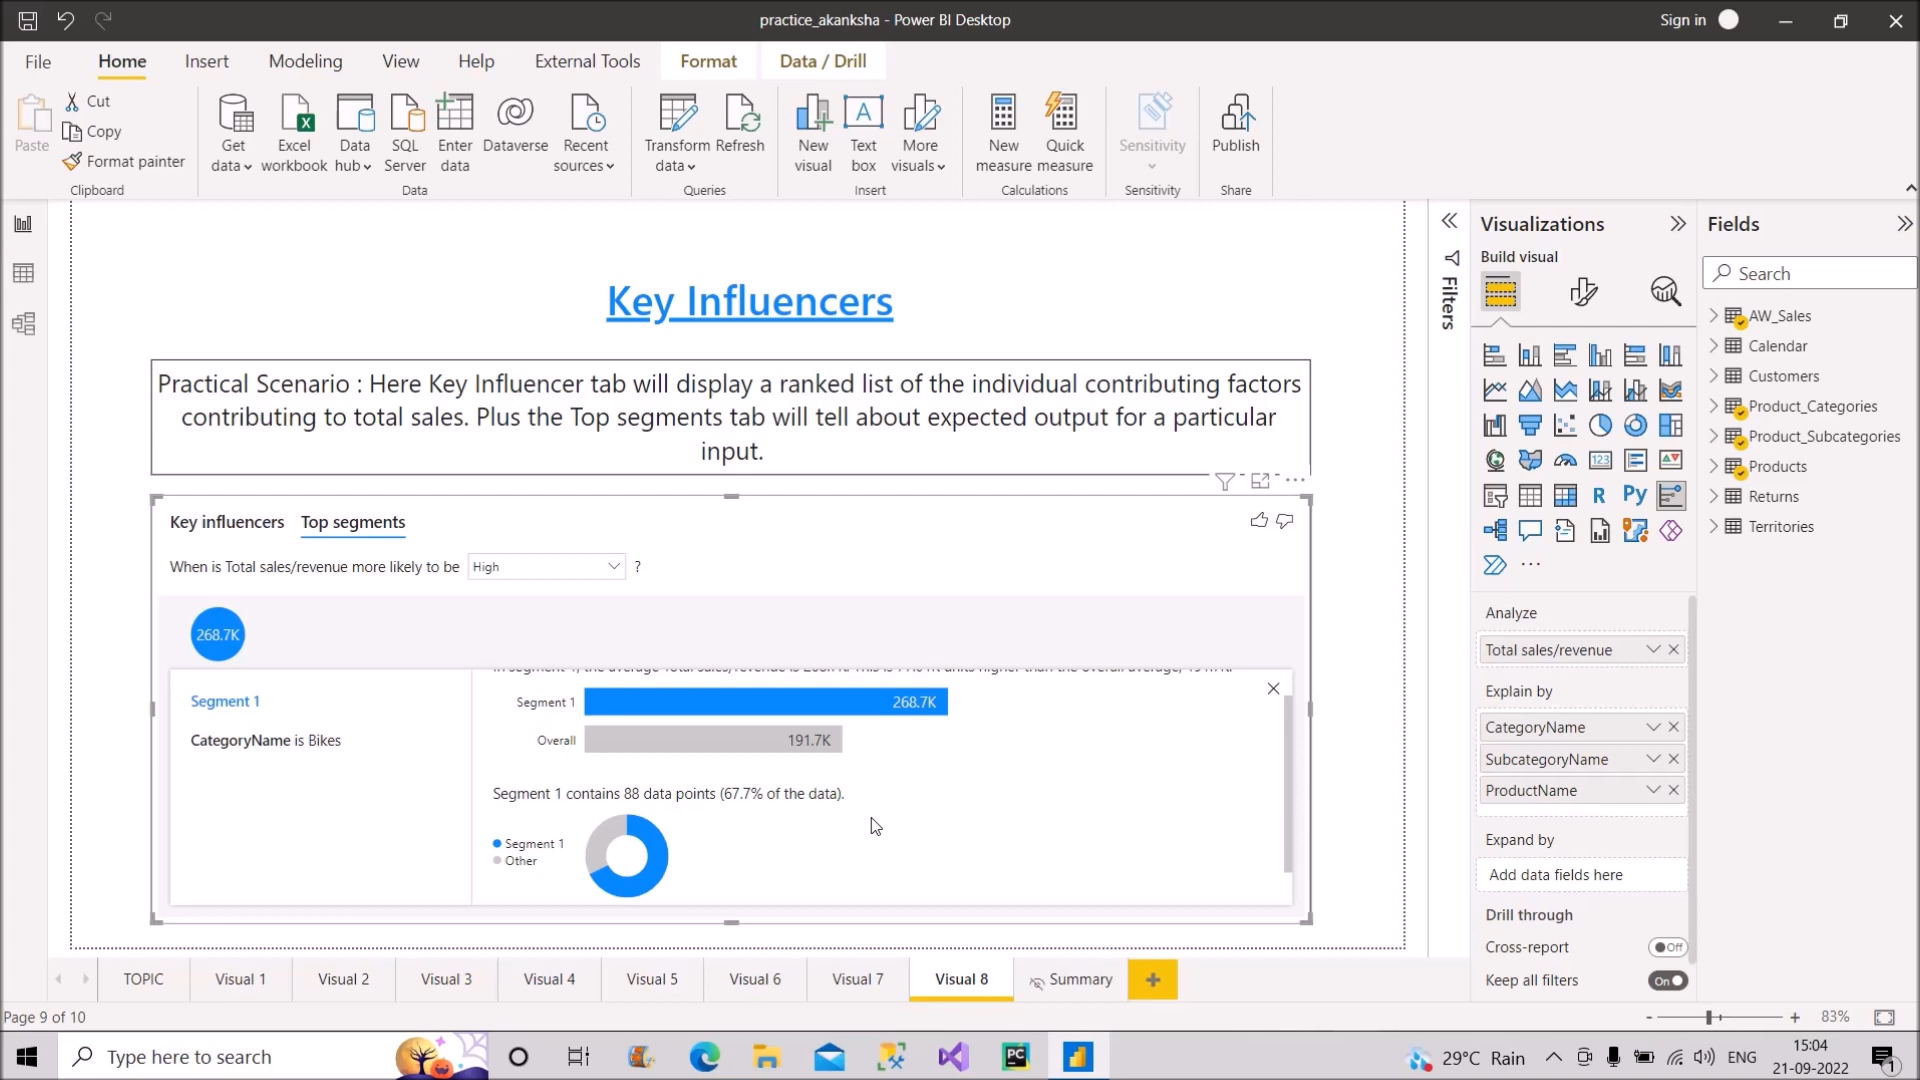 practice_akanksha - Power BI Desktop
Sign in
File
Home
Insert
Modeling
View
Help
External Tools
Format
Data / Drill
Paste
Cut
Copy
Format painter
Clipboard
Get data
Excel workbook
Data hub
SQL Server
Enter data
Dataverse
Recent sources
Data
Transform data
Refresh
Queries
New visual
A
Text box
More visuals
Insert
New measure
Quick measure
Calculations
Sensitivity
Sensitivity
Publish
Share
Key Influencers
Practical Scenario : Here Key Influencer tab will display a ranked list of the individual contributing factors
contributing to total sales. Plus the Top segments tab will tell about expected output for a particular
input.
Key influencers
Top segments
When is Total sales/revenue more likely to be
High
?
268.7K
Segment 1
CategoryName is Bikes
Segment 1
268.7K
Overall
191.7K
Segment 1 contains 88 data points (67.7% of the data).
Segment 1
Other
Filters
Visualizations
Build visual
123
R
Py
Analyze
Total sales/revenue
Explain by
CategoryName
SubcategoryName
ProductName
Expand by
Add data fields here
Drill through
Cross-report
Off
Keep all filters
On
Fields
Search
AW_Sales
Calendar
Customers
Product_Categories
Product_Subcategories
Products
Returns
Territories
TOPIC
Visual 1
Visual 2
Visual 3
Visual 4
Visual 5
Visual 6
Visual 7
Visual 8
Summary
+
Page 9 of 10
- + 83%
Type here to search
PC
29°C Rain
ENG
15:04
21-09-2022
1